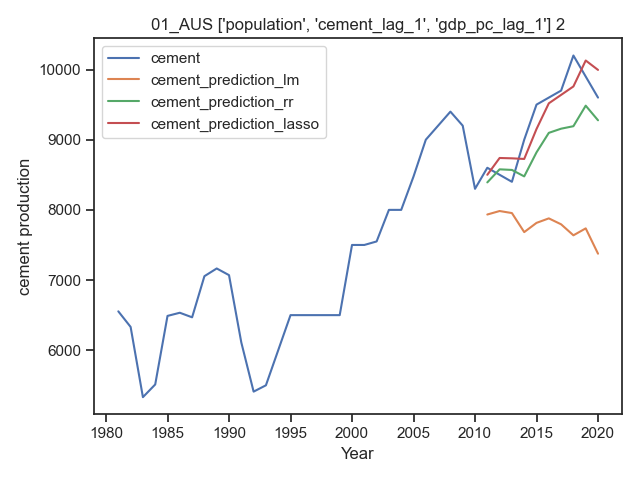 01_AUS ['population', 'cement_lag_1', 'gdp_pc_lag_1'] 2
cement
cement_prediction_lm
cement_prediction_rr
cement_prediction_lasso
cement production
10000
9000
8000
7000
6000
1980 1985 1990 1995 2000 2005 2010 2015 2020
Year